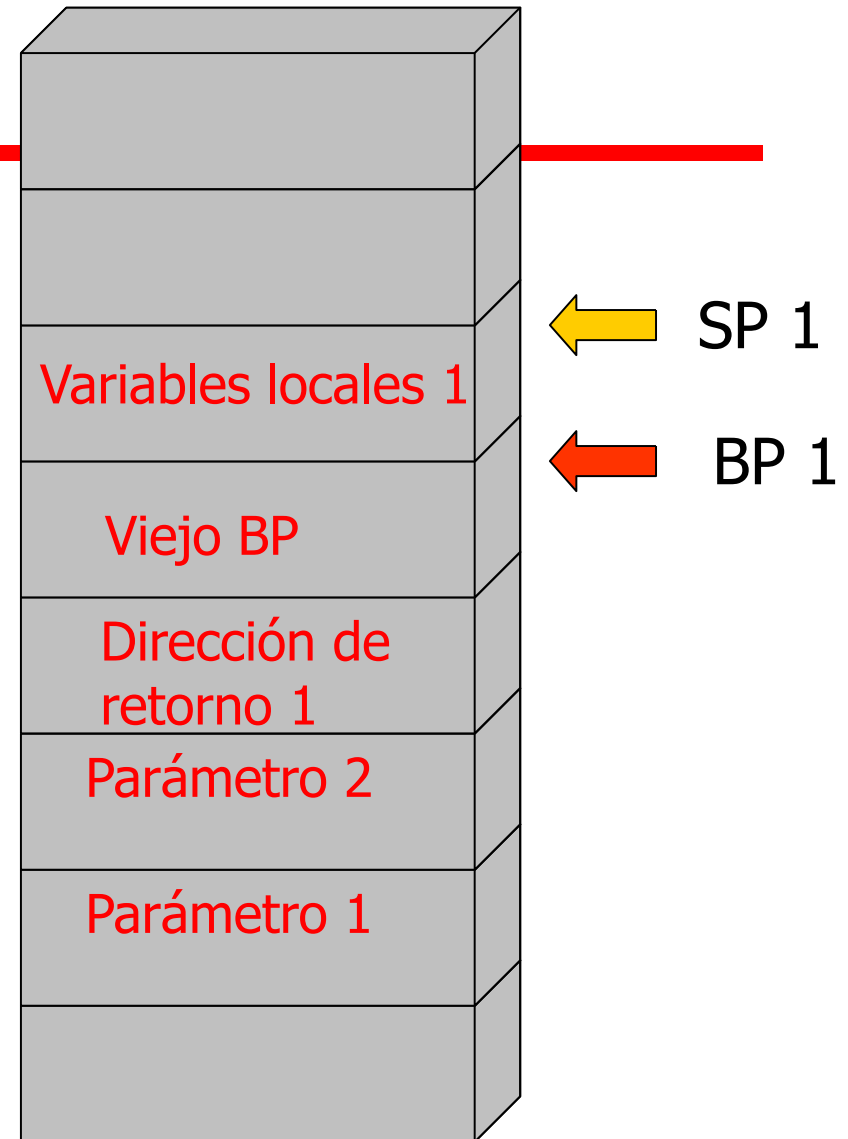 SP 1
Variables locales 1
BP 1
Viejo BP
Dirección de
retorno 1
Parámetro 2
Parámetro 1